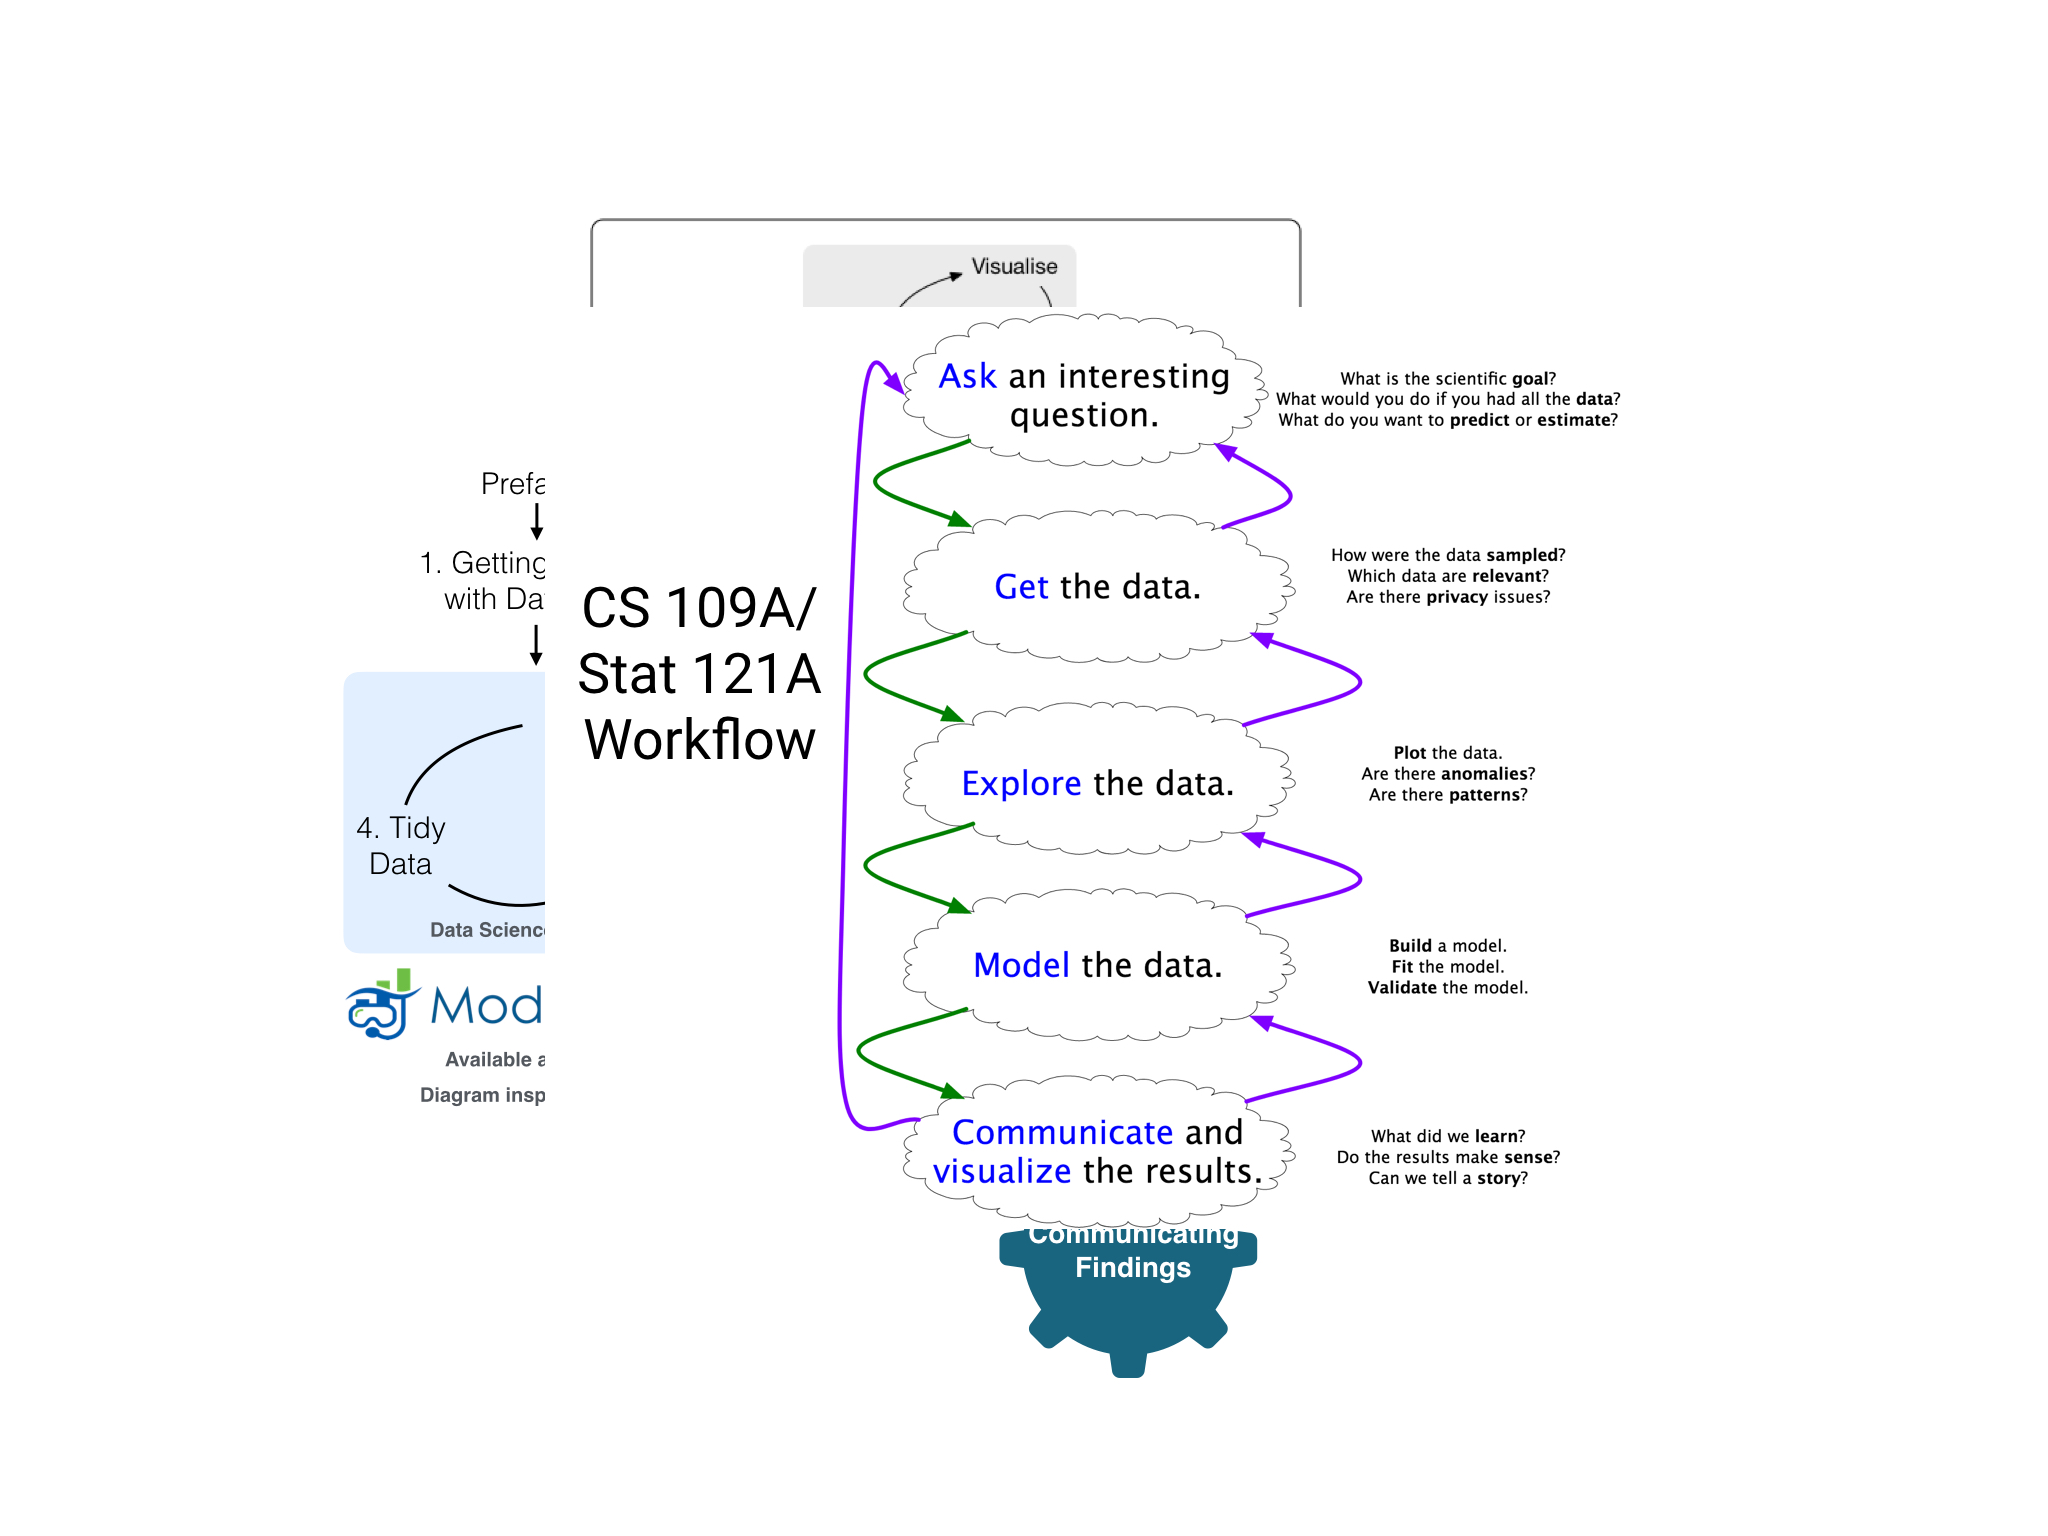 Visualise
Ask an interesting
question.
What is the scientific goal?
What would you do if you had all the data?
What do you want to predict or estimate?
Get the data.
How were the data sampled?
Which data are relevant?
Are there privacy issues?
Explore the data.
Plot the data.
Are there anomalies?
Are there patterns?
Model the data.
Build a model.
Fit the model.
Validate the model.
Communicate and
visualize the results.
What did we learn?
Do the results make sense?
Can we tell a story?
CS 109A/
Stat 121A
Workflow
Prefa
1. Getting
with Da
4. Tidy
Data
Data Scienc
Mod
Available a
Diagram insp
Communicating
Findings